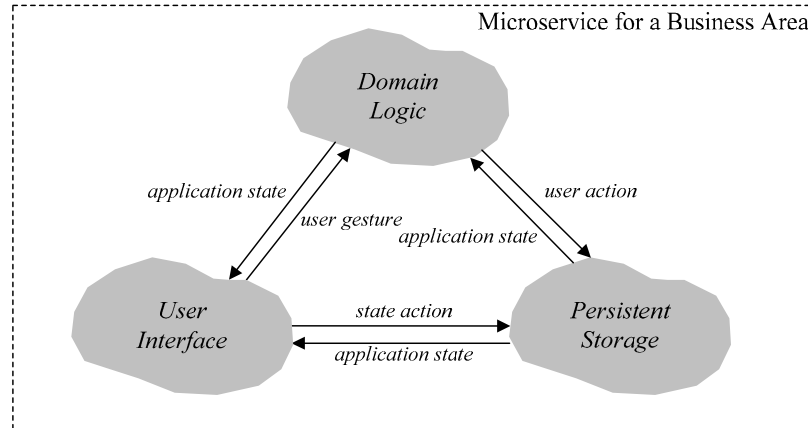 Microservice for a Business Area
Domain
Logic
application state
user action
user gesture
application state
User
Interface
state action
application state
Persistent
Storage